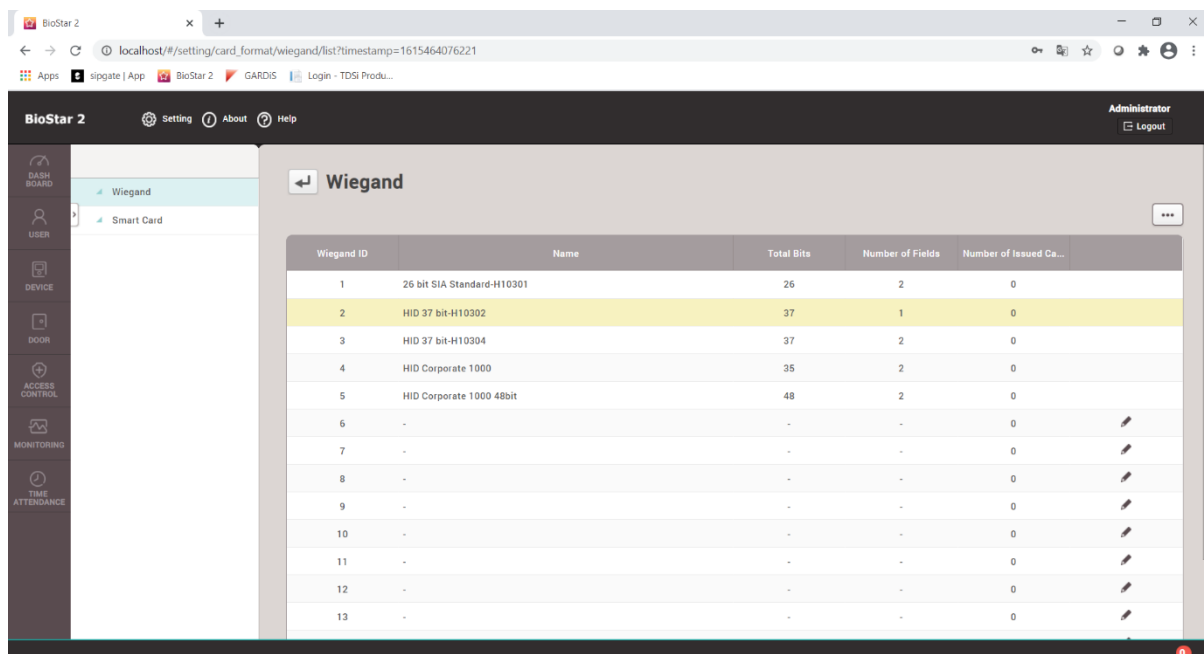 BioStar 2
localhost/#/setting/card_format/wiegand/list?timestamp=1615464076221
Apps sipgate | App BioStar 2 GARDiS Login - TDSi Produ...
BioStar 2 Setting About Help Administrator
Logout
DASH BOARD
USER
DEVICE
DOOR
ACCESS CONTROL
MONITORING
TIME ATTENDANCE
Wiegand
Smart Card
Wiegand
Wiegand ID Name Total Bits Number of Fields Number of Issued Ca...
1 26 bit SIA Standard-H10301 26 2 0
2 HID 37 bit-H10302 37 1 0
3 HID 37 bit-H10304 37 2 0
4 HID Corporate 1000 35 2 0
5 HID Corporate 1000 48bit 48 2 0
6 - - - 0
7 - - - 0
8 - - - 0
9 - - - 0
10 - - - 0
11 - - - 0
12 - - - 0
13 - - - 0
0